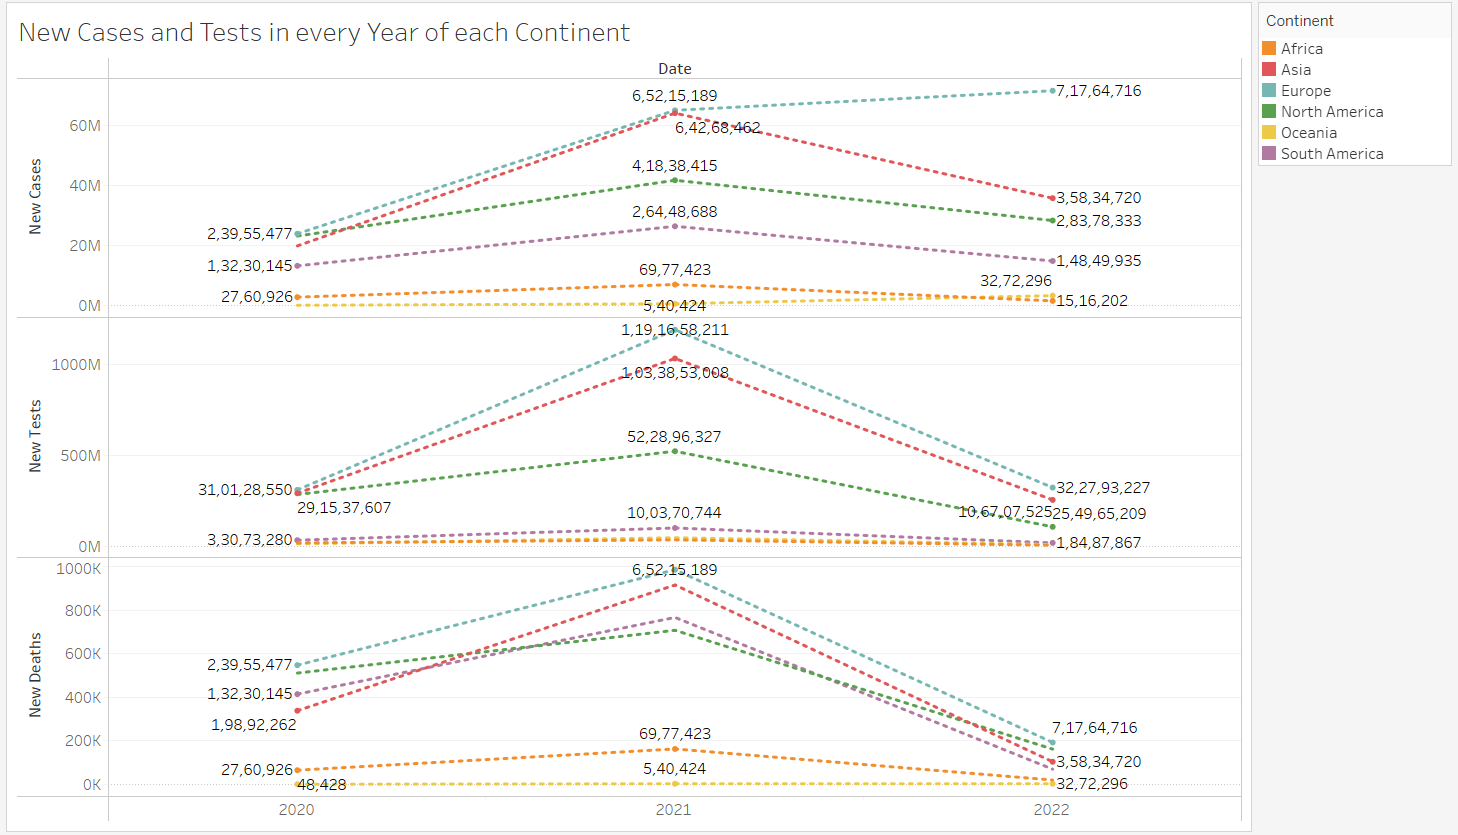 New Cases and Tests in every Year of each Continent
Date
New Cases
60M
40M
20M
0M
6,52,15,189
7,17,64,716
6,42,68,462
4,18,38,415
3,58,34,720
2,64,48,688
2,83,78,333
2,39,55,477
1,32,30,145
1,48,49,935
69,77,423
32,72,296
27,60,926
15,16,202
5,40,424
New Tests
1000M
500M
0M
1,19,16,58,211
1,03,38,53,008
52,28,96,327
31,01,28,550
32,27,93,227
29,15,37,607
10,03,70,744
10,67,07,525
25,49,65,209
3,30,73,280
1,84,87,867
New Deaths
1000K
800K
600K
400K
200K
0K
6,52,15,189
2,39,55,477
1,32,30,145
1,98,92,262
69,77,423
7,17,64,716
27,60,926
5,40,424
3,58,34,720
48,428
32,72,296
2020
2021
2022
Continent
Africa
Asia
Europe
North America
Oceania
South America